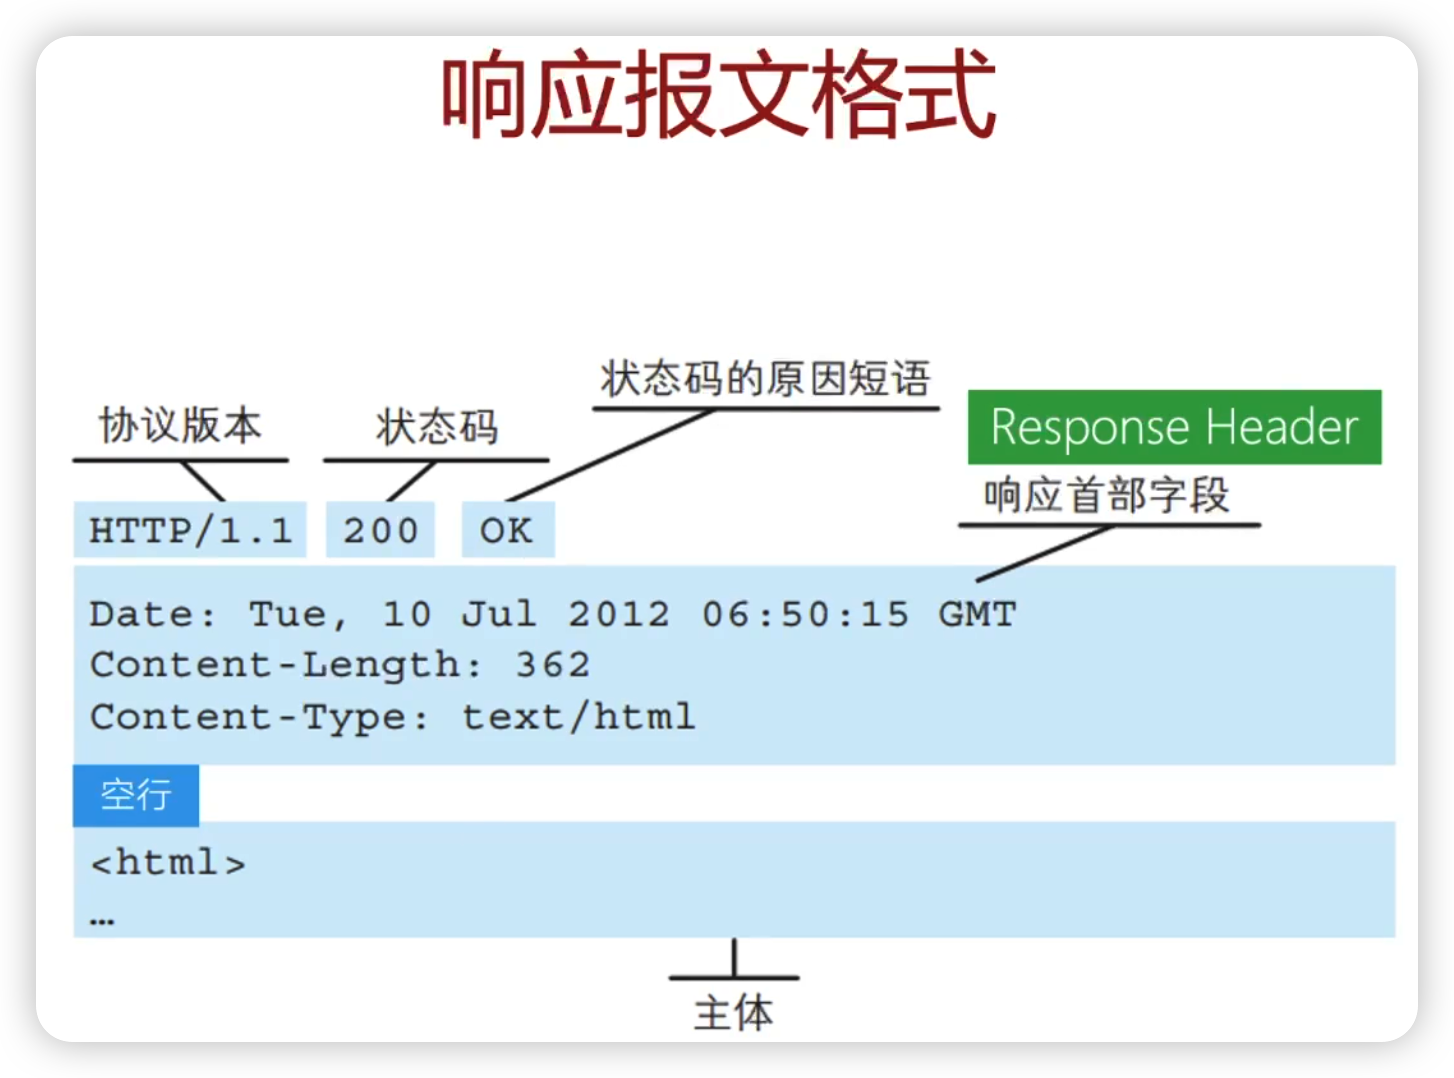 响应报文格式
状态码的原因短语
协议版本
状态码
Response Header
响应首部字段
HTTP/1.1 200 OK
Date: Tue, 10 Jul 2012 06:50:15 GMT
Content-Length: 362
Content-Type: text/html
空行
<html>
…
主体